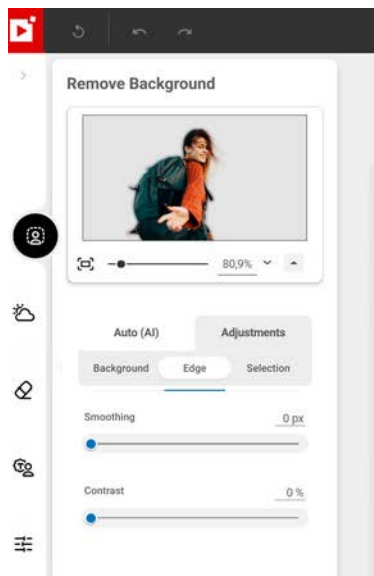 Remove Background
80,9%
Auto (AI) Adjustments
Background Edge Selection
Smoothing 0 px
Contrast 0 %